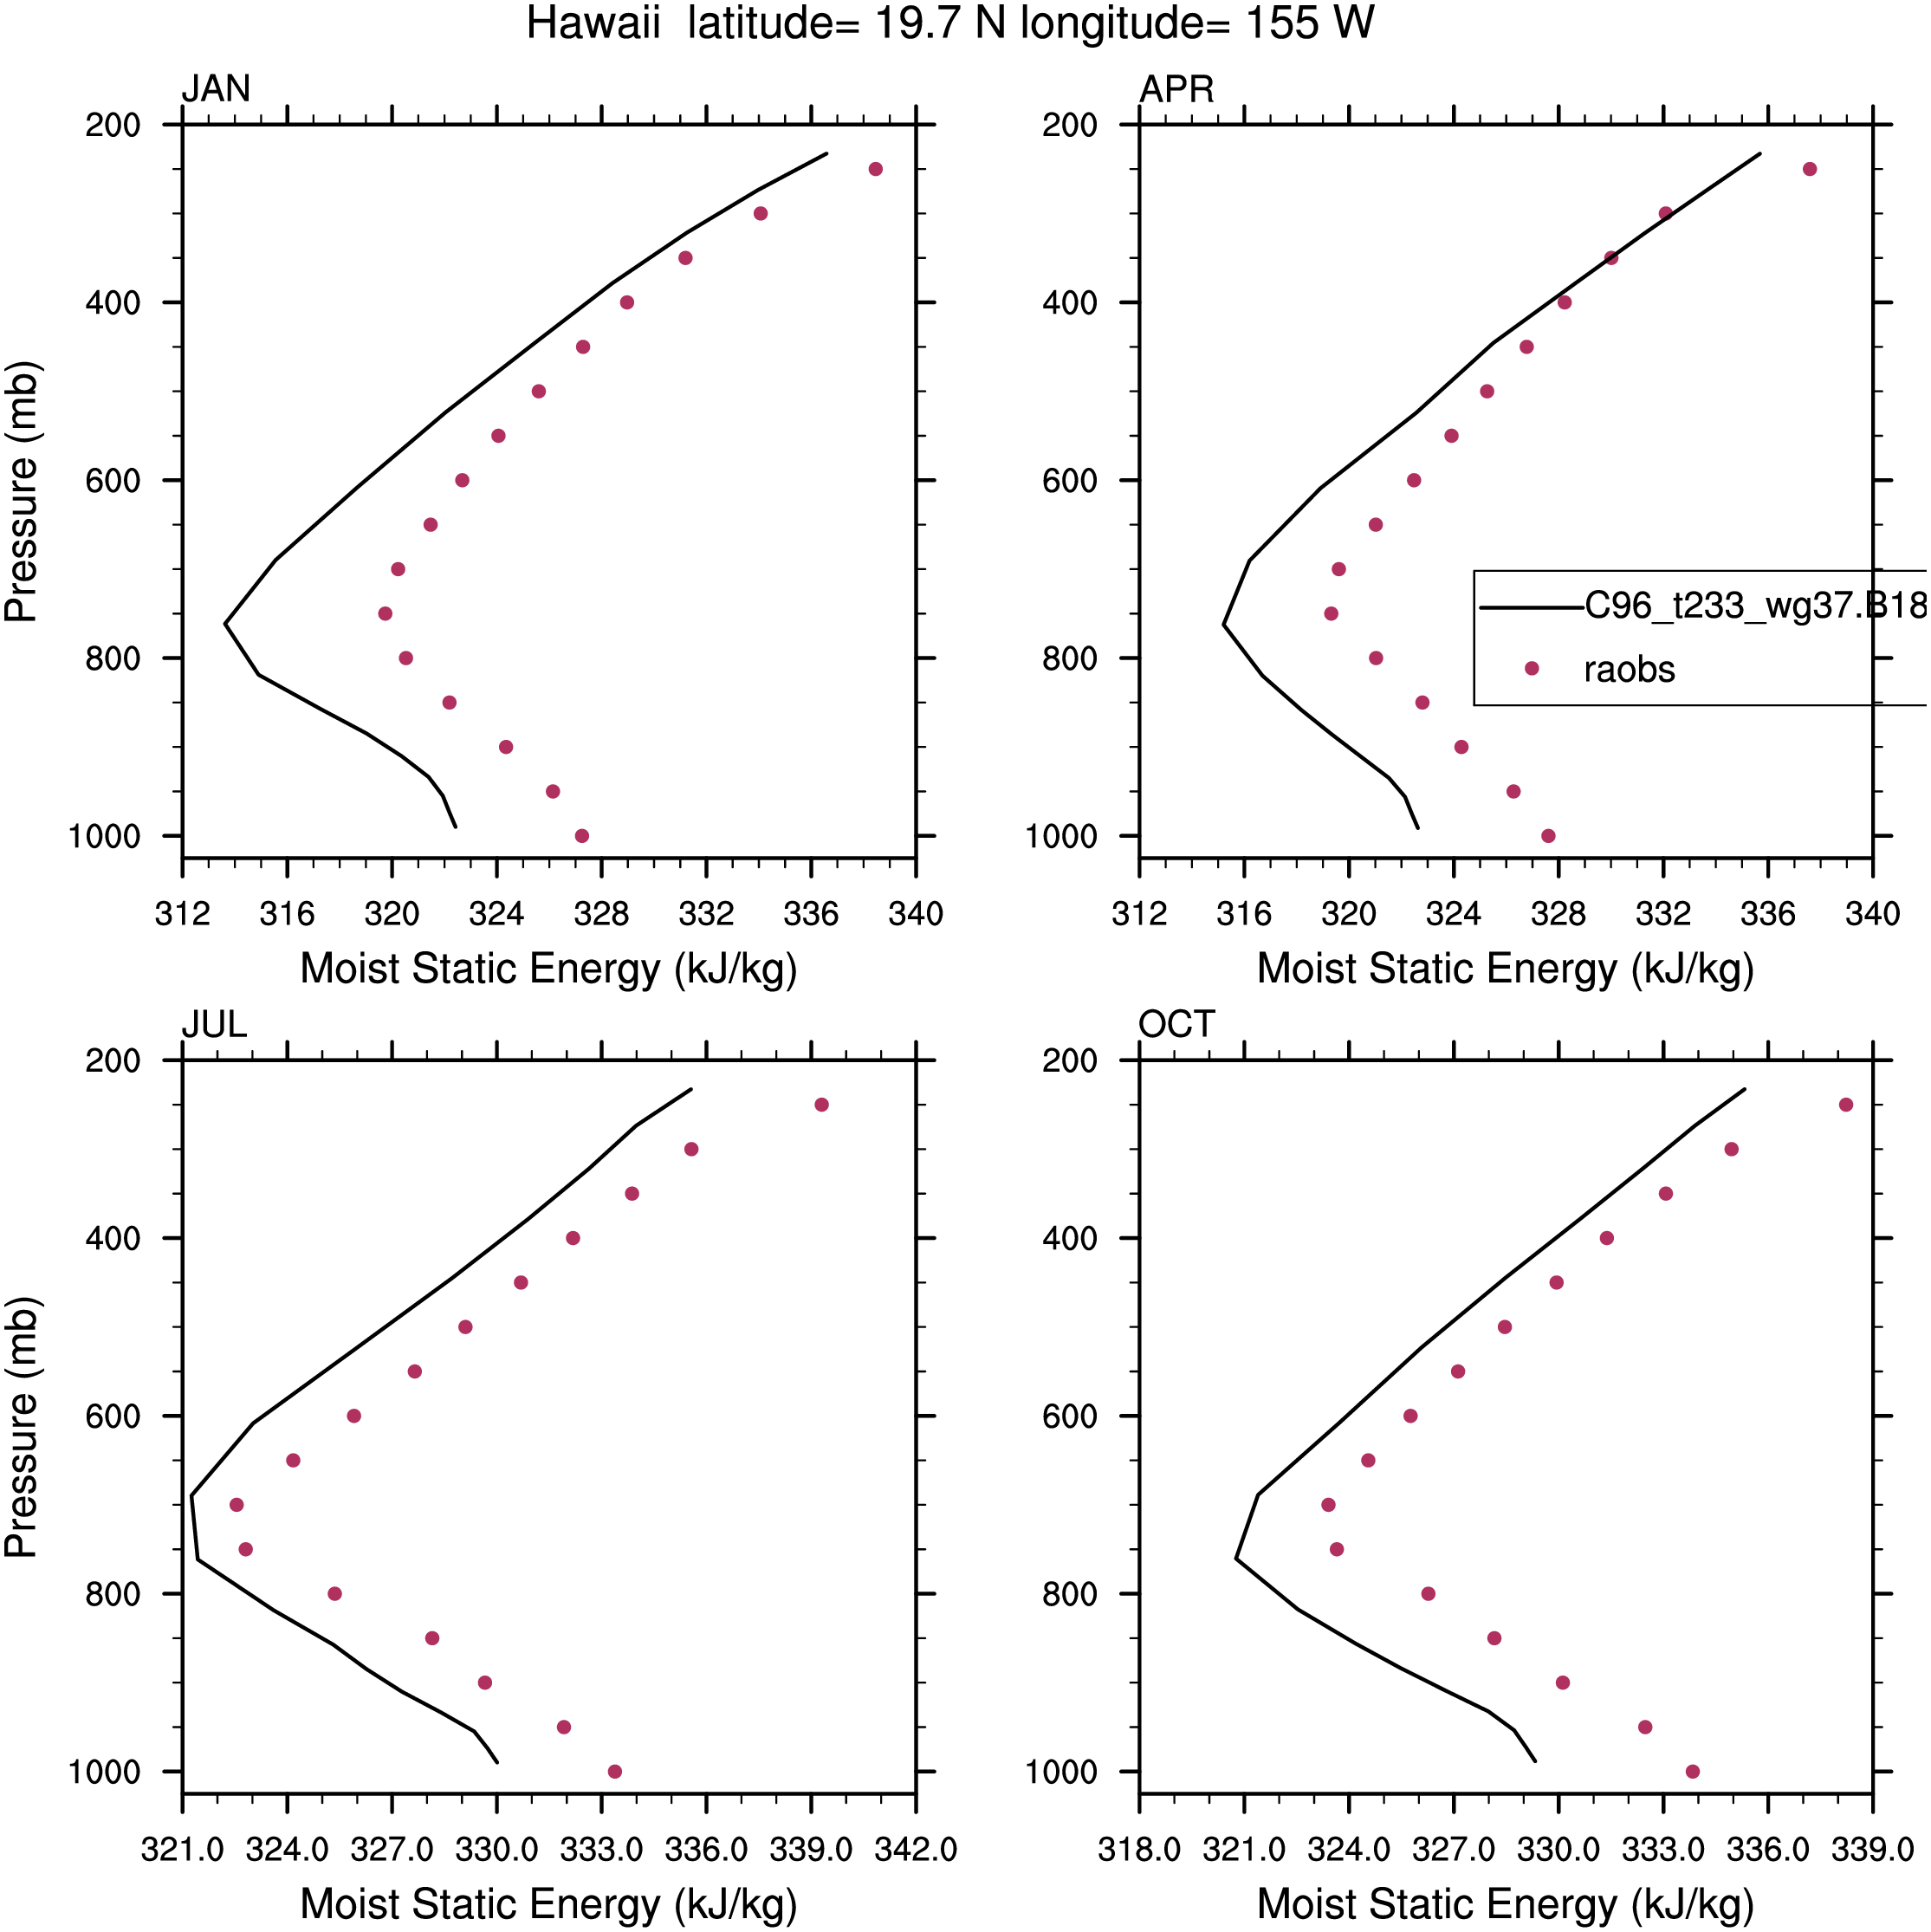 Hawaii latitude= 19.7 N longitude= 155 W
JAN
200
400
600
800
1000
312 316 320 324 328 332 336 340
Pressure (mb)
Moist Static Energy (kJ/kg)
APR
200
400
600
800
1000
312 316 320 324 328 332 336 340
Moist Static Energy (kJ/kg)
C96_t233_wg37.B18
raobs
JUL
200
400
600
800
1000
321.0 324.0 327.0 330.0 333.0 336.0 339.0 342.0
Pressure (mb)
Moist Static Energy (kJ/kg)
OCT
200
400
600
800
1000
318.0 321.0 324.0 327.0 330.0 333.0 336.0 339.0
Moist Static Energy (kJ/kg)